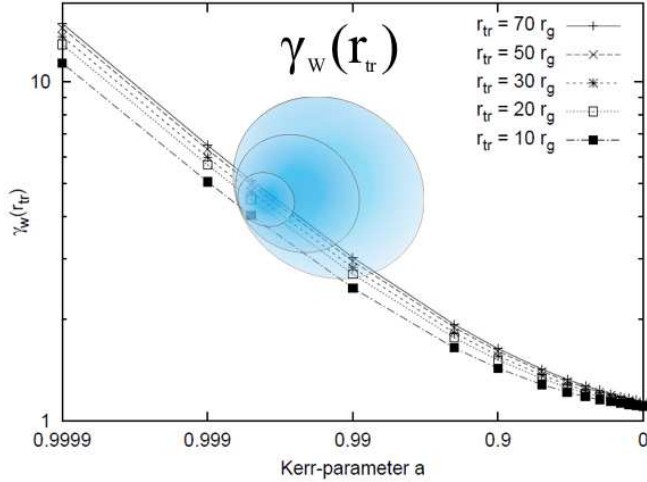 γw(rtr)
rtr = 70 rg
rtr = 50 rg
rtr = 30 rg
rtr = 20 rg
rtr = 10 rg
10
γw(rtr)
1
0.9999 0.999 0.99 0.9 0
Kerr-parameter a